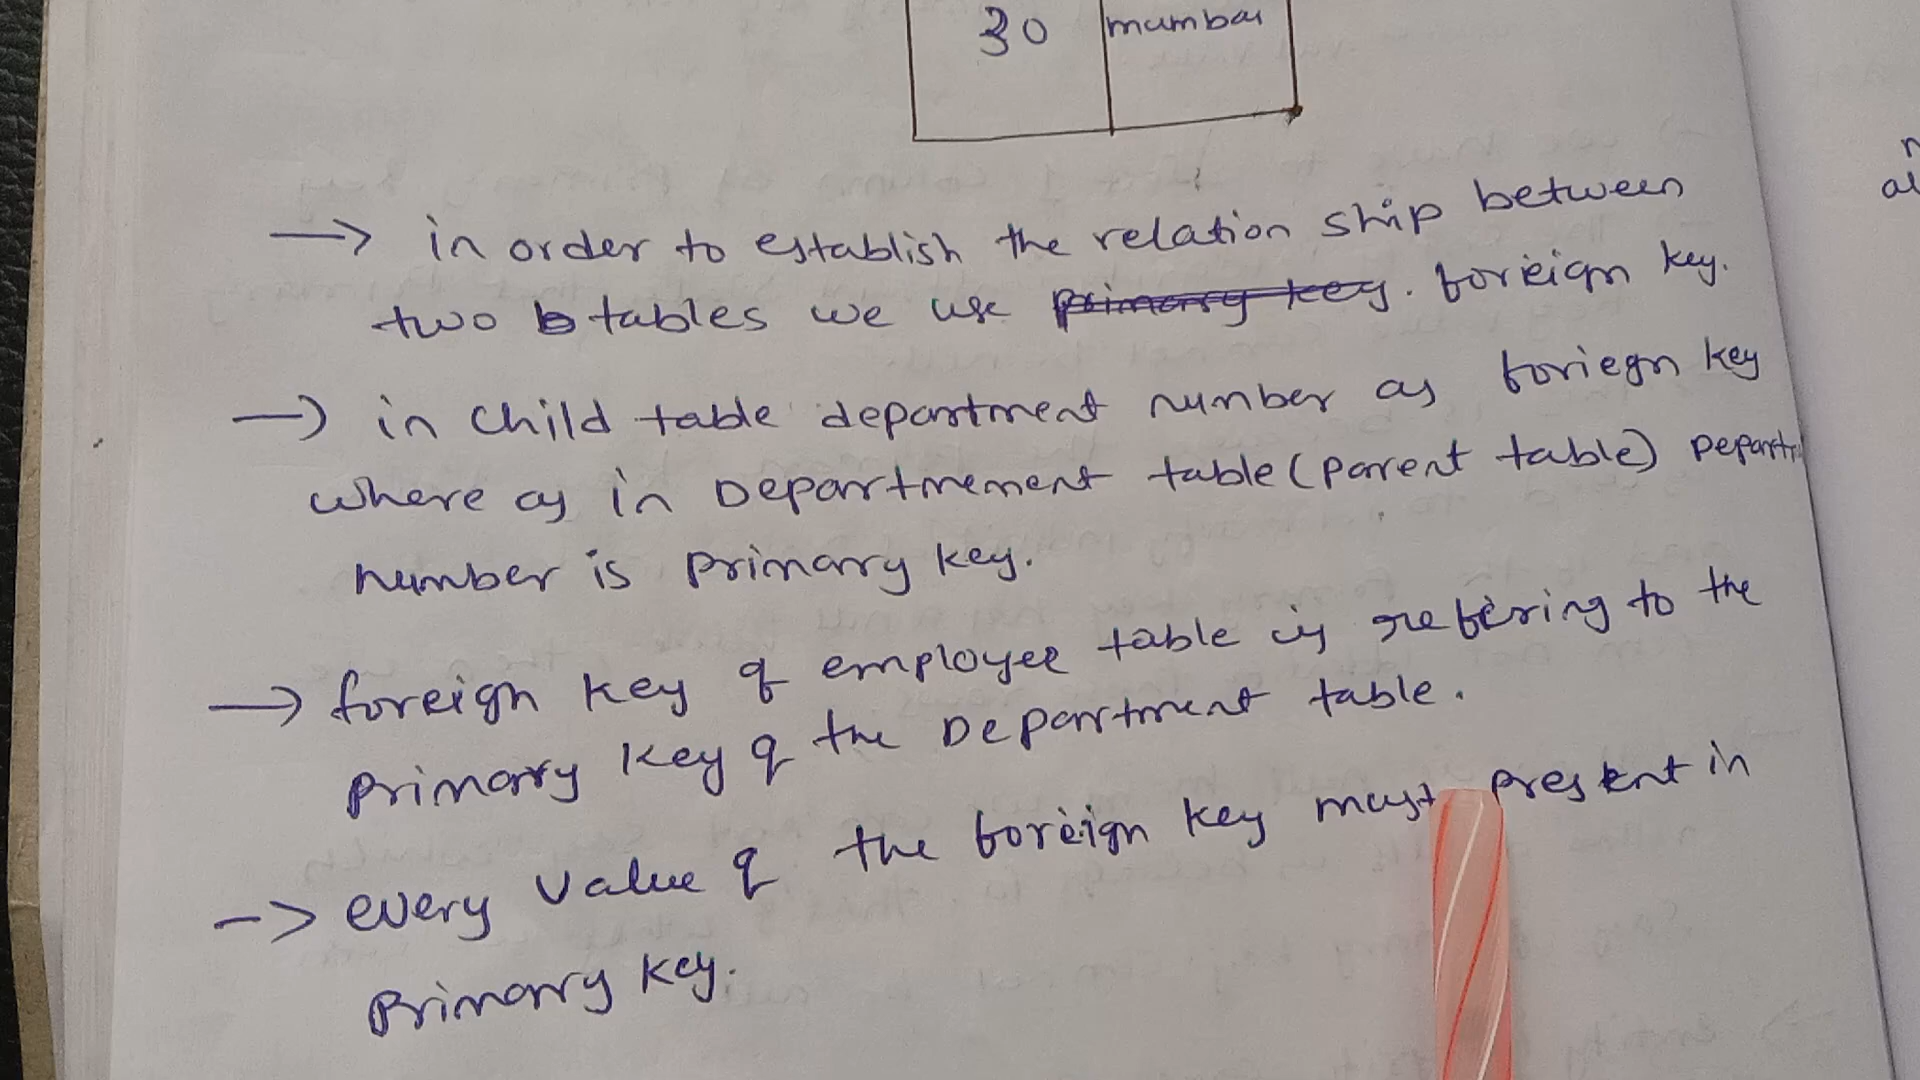 30 mumbai
→ in order to establish the relation ship between
two tables we use primary key. foreign key.
→ in child table department number as foriegn key
where as in Departmement table (parent table) Depart
number is primary key.
→ foreign key of employee table is refering to the
primary key of the Department table.
→ every value of the foreign key must present in
primary key.